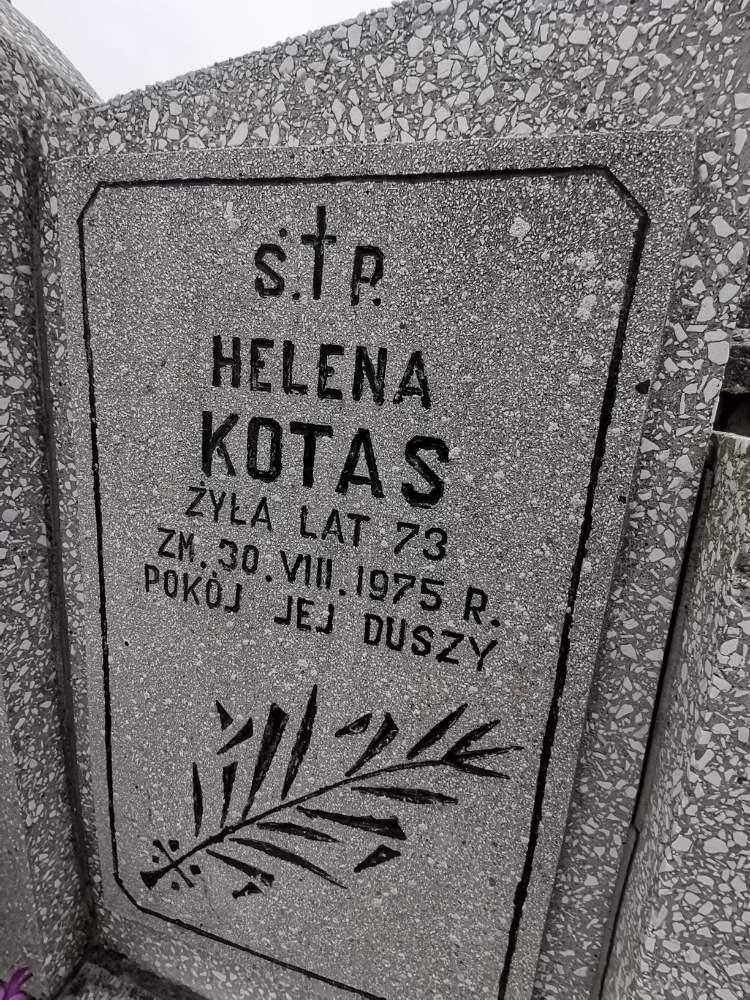 Ś.†P.
HELENA
KOTAS
ŻYŁA LAT 73
ZM. 30. VIII. 1975 R.
POKÓJ JEJ DUSZY